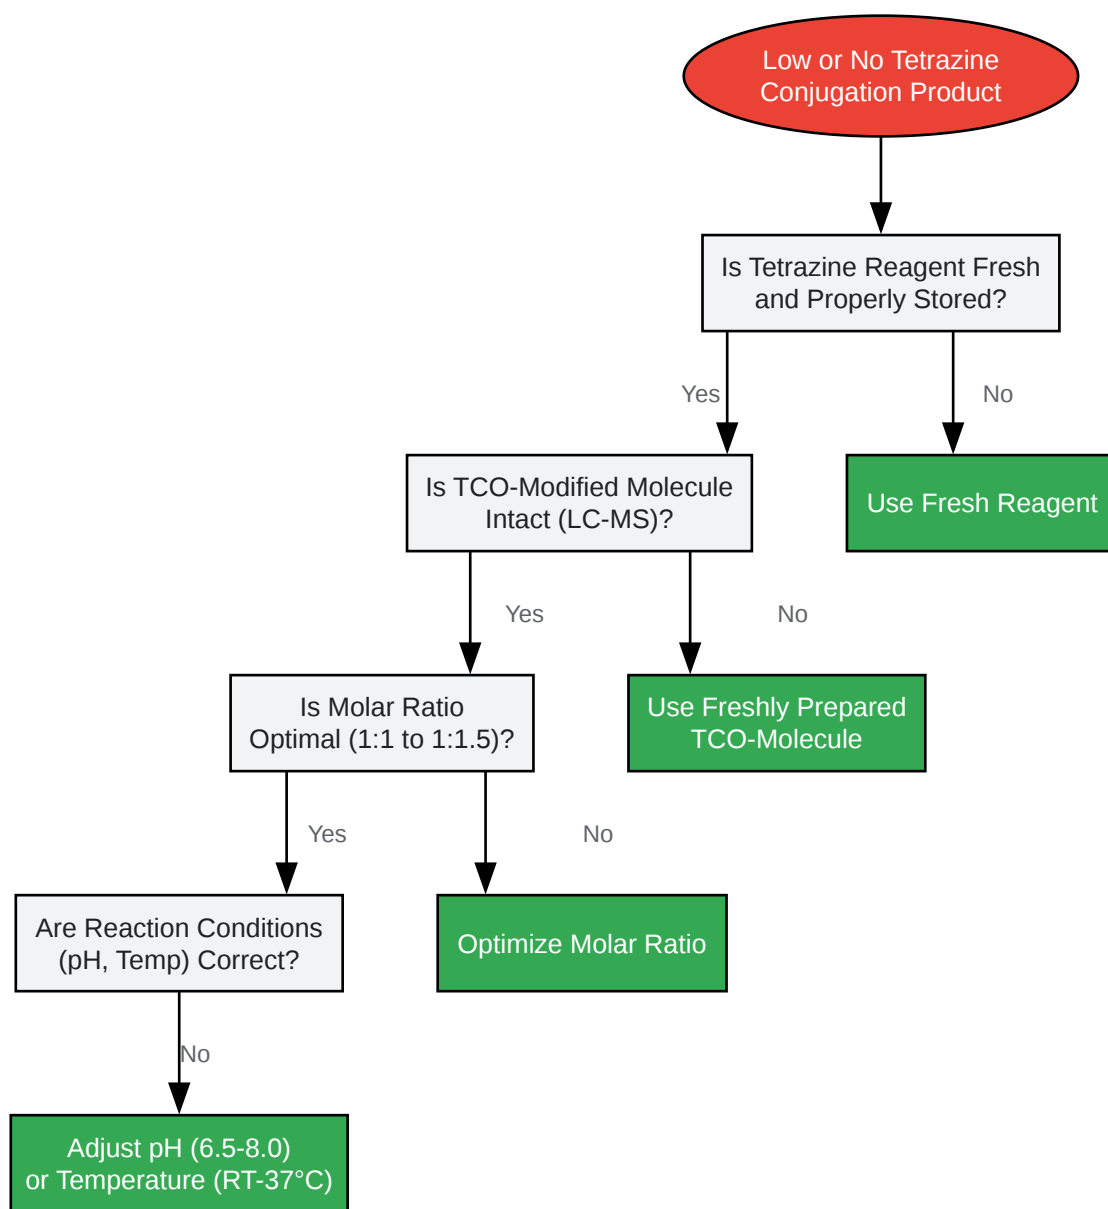 Low or No Tetrazine
Conjugation Product
Is Tetrazine Reagent Fresh
and Properly Stored?
Yes
No
Is TCO-Modified Molecule
Intact (LC-MS)?
Use Fresh Reagent
Yes
No
Is Molar Ratio
Optimal (1:1 to 1:1.5)?
Use Freshly Prepared
TCO-Molecule
Yes
No
Are Reaction Conditions
(pH, Temp) Correct?
Optimize Molar Ratio
No
Adjust pH (6.5-8.0)
or Temperature (RT-37°C)